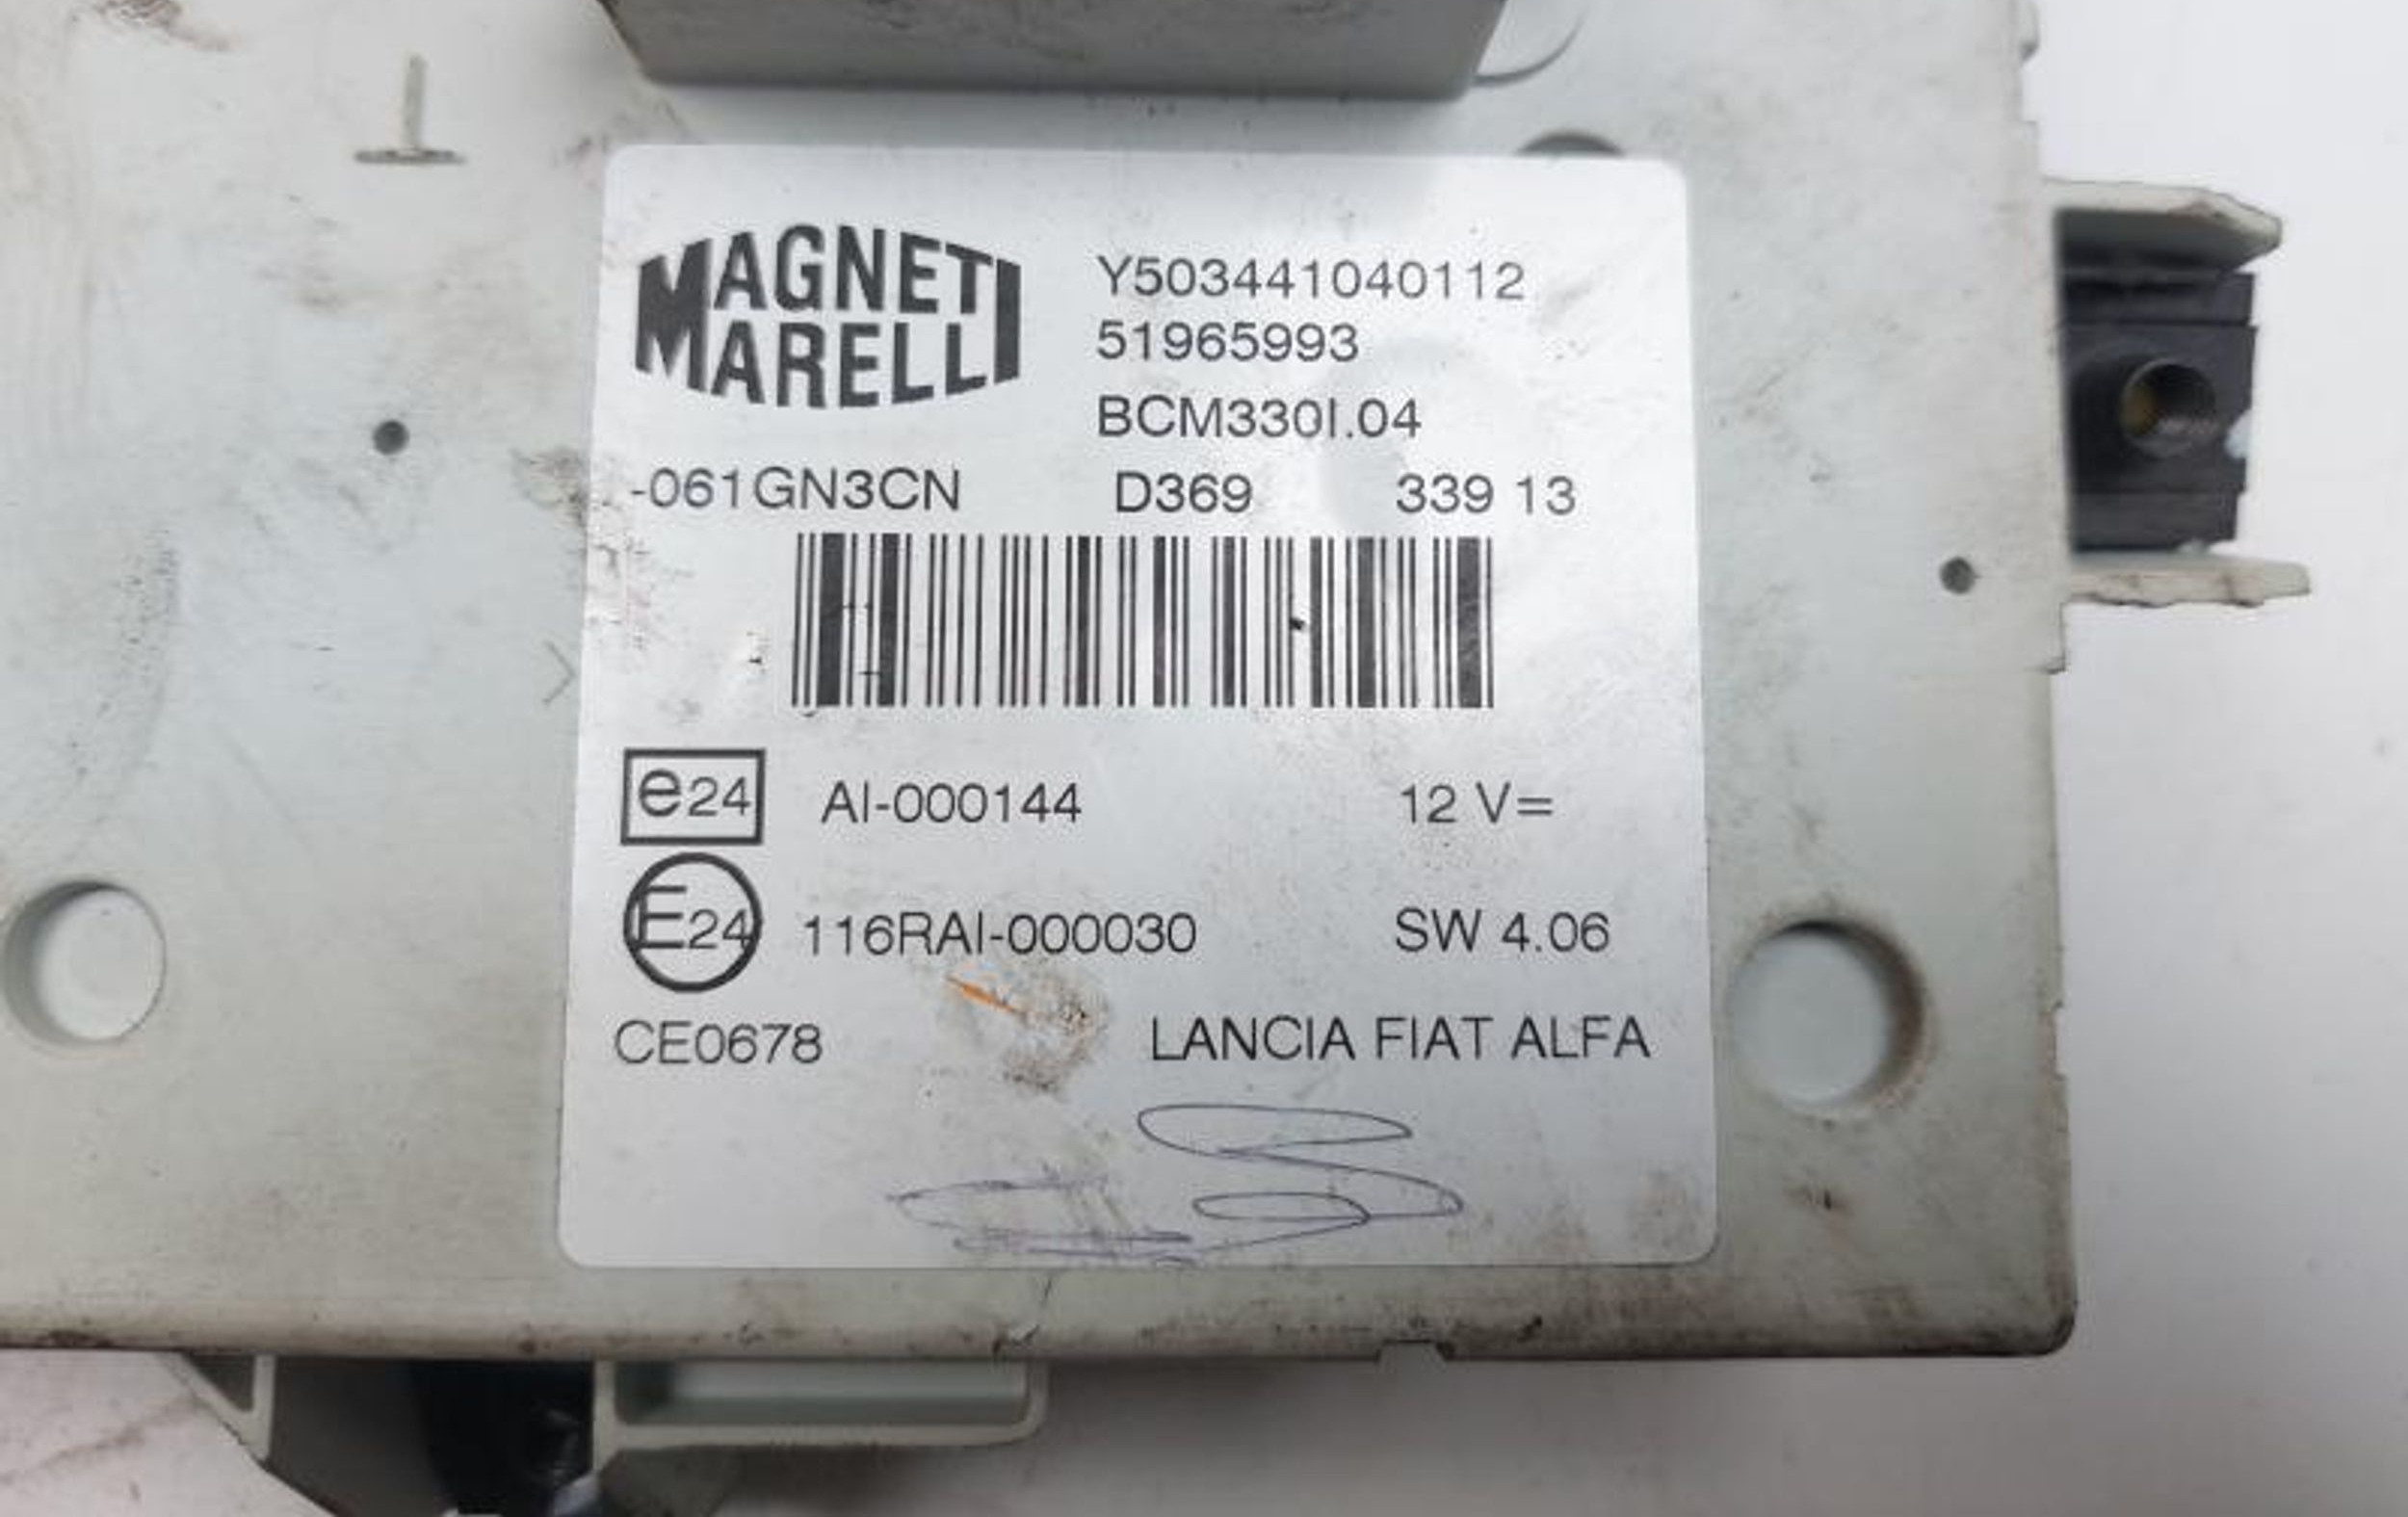 MAGNETI
MARELLI
Y503441040112
51965993
BCM330I.04
-061GN3CN D369 339 13
e24 AI-000144 12 V=
E24 116RAI-000030 SW 4.06
CE0678 LANCIA FIAT ALFA